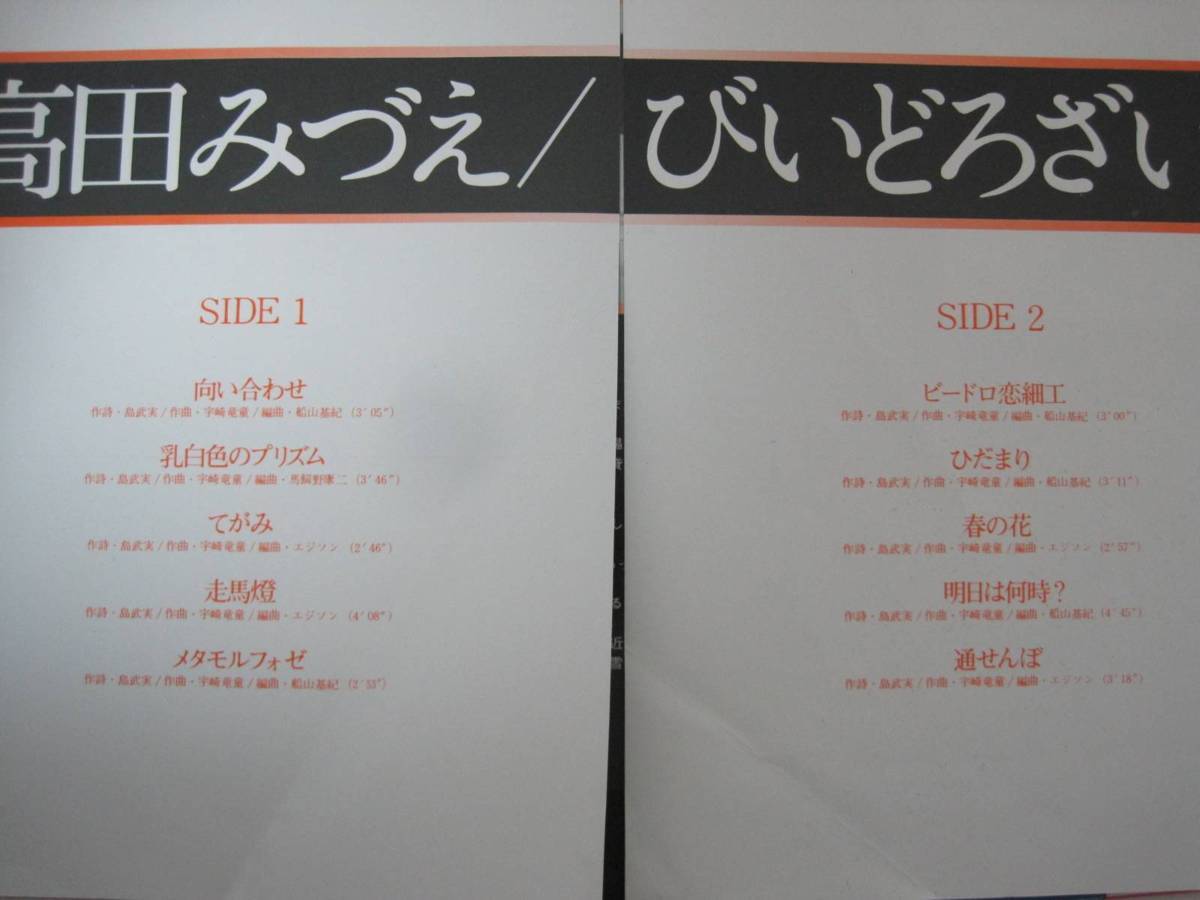 高田みづえ/びいどろざい
SIDE 1
向い合わせ
作詩・島武実/作曲・宇崎竜童/編曲・船山基紀 (3'05")
乳白色のプリズム
作詩・島武実/作曲・宇崎竜童/編曲・馬飼野康二 (3'46")
てがみ
作詩・島武実/作曲・宇崎竜童/編曲・エジソン (2'46")
走馬燈
作詩・島武実/作曲・宇崎竜童/編曲・エジソン (4'08")
メタモルフォゼ
作詩・島武実/作曲・宇崎竜童/編曲・船山基紀 (2'53")
SIDE 2
ビードロ恋細工
作詩・島武実/作曲・宇崎竜童/編曲・船山基紀 (3'00")
ひだまり
作詩・島武実/作曲・宇崎竜童/編曲・船山基紀 (3'11")
春の花
作詩・島武実/作曲・宇崎竜童/編曲・エジソン (2'57")
明日は何時?
作詩・島武実/作曲・宇崎竜童/編曲・船山基紀 (4'45")
通せんぼ
作詩・島武実/作曲・宇崎竜童/編曲・エジソン (3'18")